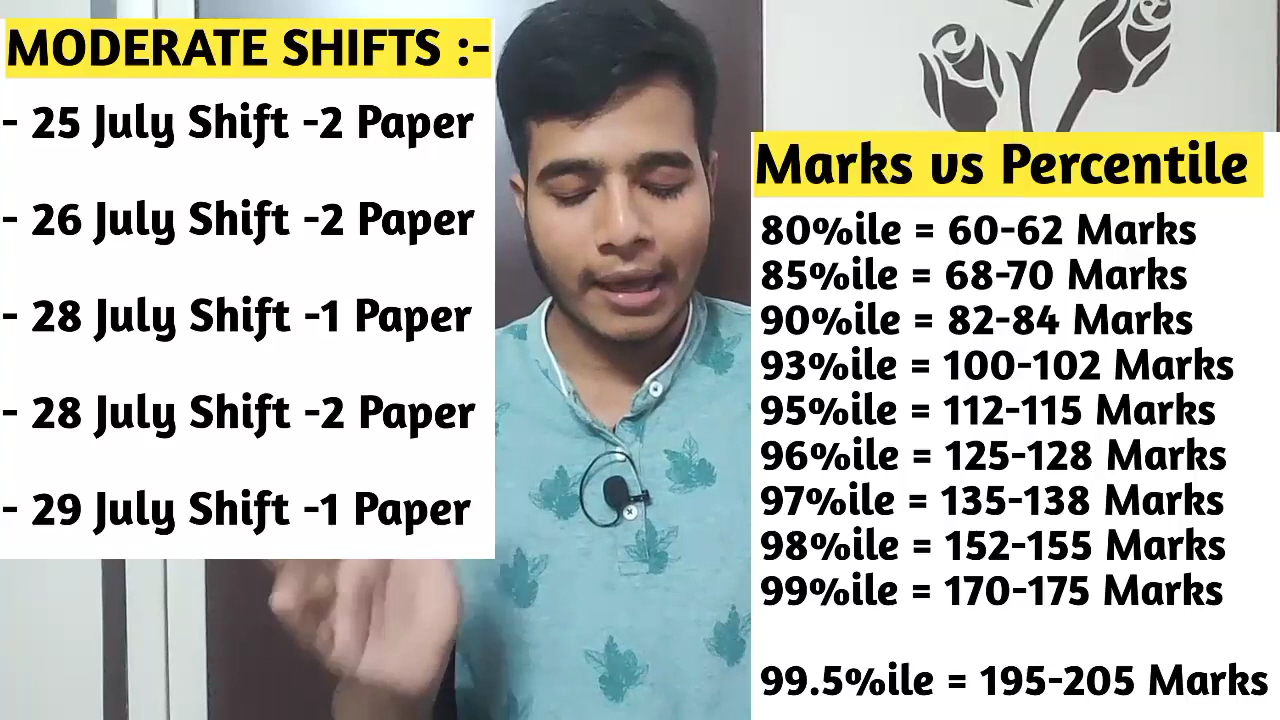 MODERATE SHIFTS :-
- 25 July Shift -2 Paper
- 26 July Shift -2 Paper
- 28 July Shift -1 Paper
- 28 July Shift -2 Paper
- 29 July Shift -1 Paper
Marks vs Percentile
80%ile = 60-62 Marks
85%ile = 68-70 Marks
90%ile = 82-84 Marks
93%ile = 100-102 Marks
95%ile = 112-115 Marks
96%ile = 125-128 Marks
97%ile = 135-138 Marks
98%ile = 152-155 Marks
99%ile = 170-175 Marks
99.5%ile = 195-205 Marks